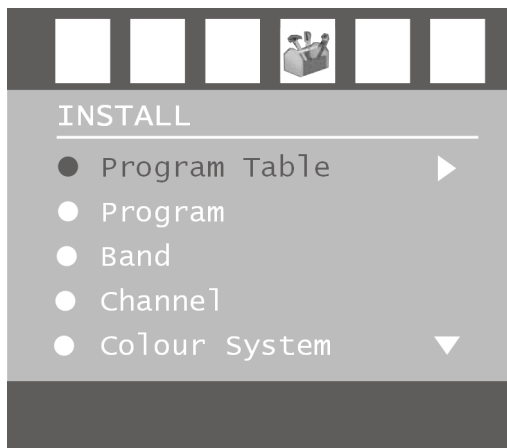 INSTALL
Program Table
Program
Band
Channel
Colour System